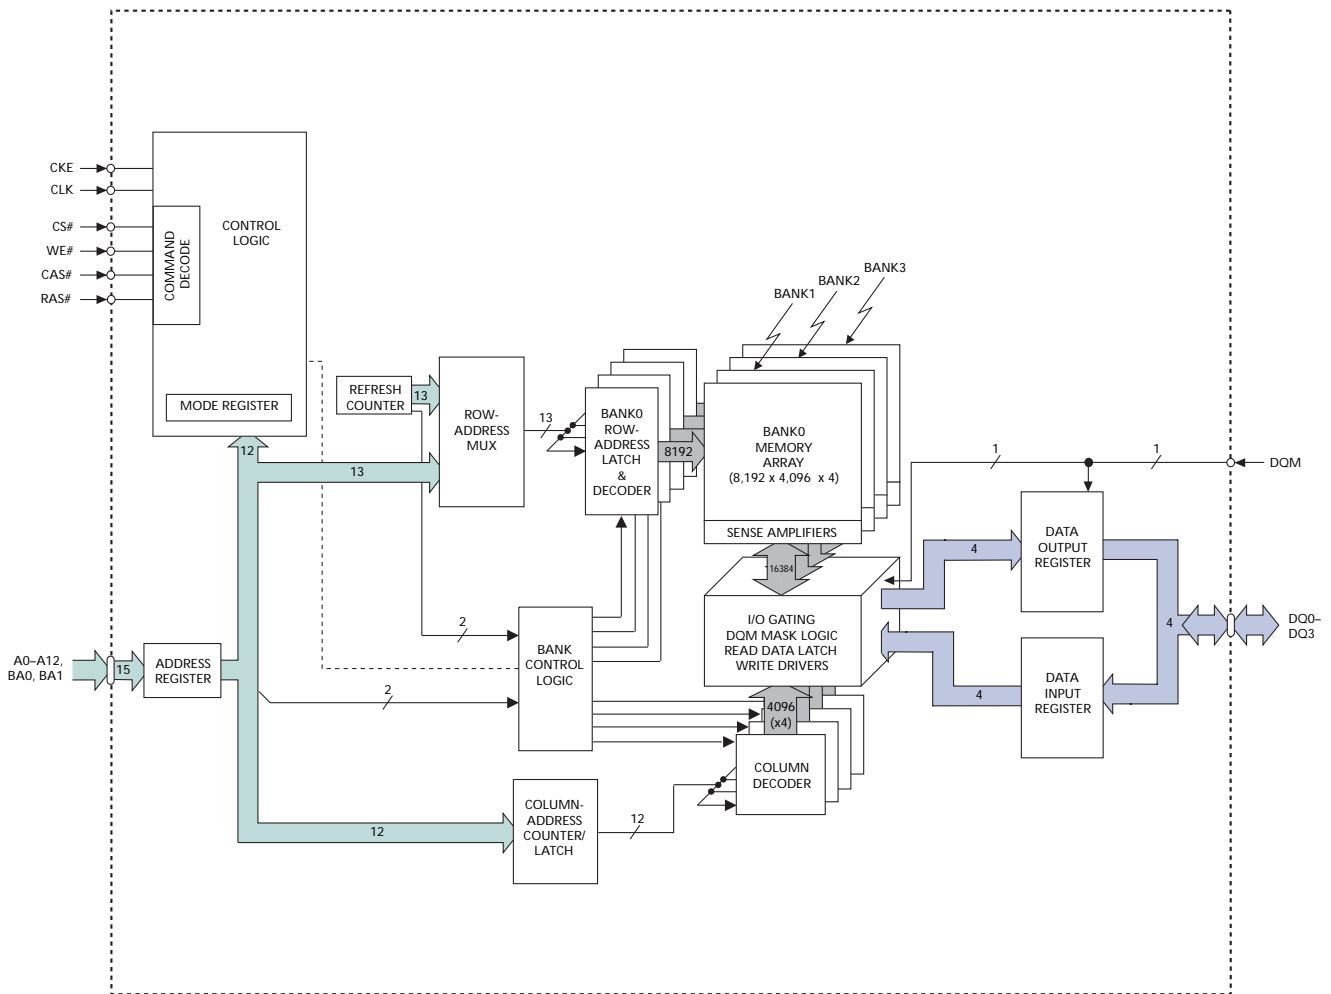 CKE
CLK
CS#
WE#
CAS#
RAS#
COMMAND
DECODE
CONTROL
LOGIC
MODE REGISTER
12
REFRESH
COUNTER
13
13
ROW-
ADDRESS
MUX
13
BANK0
ROW-
ADDRESS
LATCH
&
DECODER
8192
BANK1
BANK2
BANK3
BANK0
MEMORY
ARRAY
(8,192 x 4,096 x 4)
SENSE AMPLIFIERS
16384
I/O GATING
DQM MASK LOGIC
READ DATA LATCH
WRITE DRIVERS
1
1
DQM
DATA
OUTPUT
REGISTER
4
4
DQ0–
DQ3
4
DATA
INPUT
REGISTER
A0–A12,
BA0, BA1
15
ADDRESS
REGISTER
2
2
BANK
CONTROL
LOGIC
4096
(x4)
COLUMN
DECODER
12
COLUMN-
ADDRESS
COUNTER/
LATCH
12